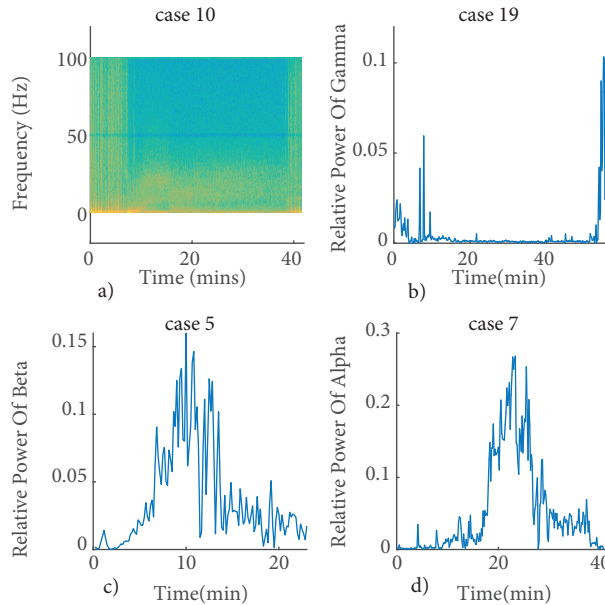 case 10
Frequency (Hz)
100
50
0
0
20
40
Time (mins)
a)
case 19
Relative Power Of Gamma
0.1
0.05
0
0
20
40
Time(min)
b)
case 5
Relative Power Of Beta
0.15
0.1
0.05
0
0
10
20
Time(min)
c)
case 7
Relative Power Of Alpha
0.3
0.2
0.1
0
0
20
40
Time(min)
d)